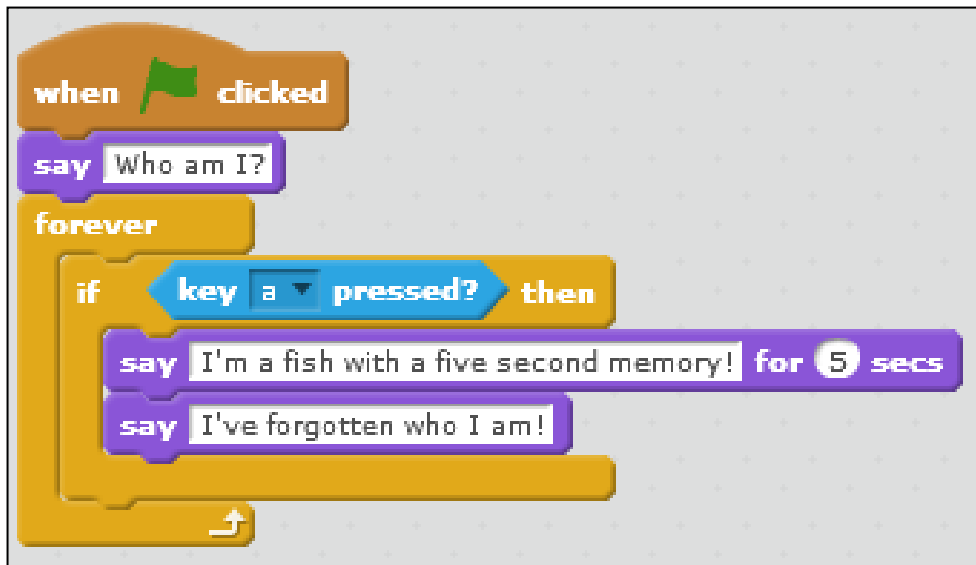 when clicked
say Who am I?
forever
if key a pressed? then
say I'm a fish with a five second memory! for 5 secs
say I've forgotten who I am!